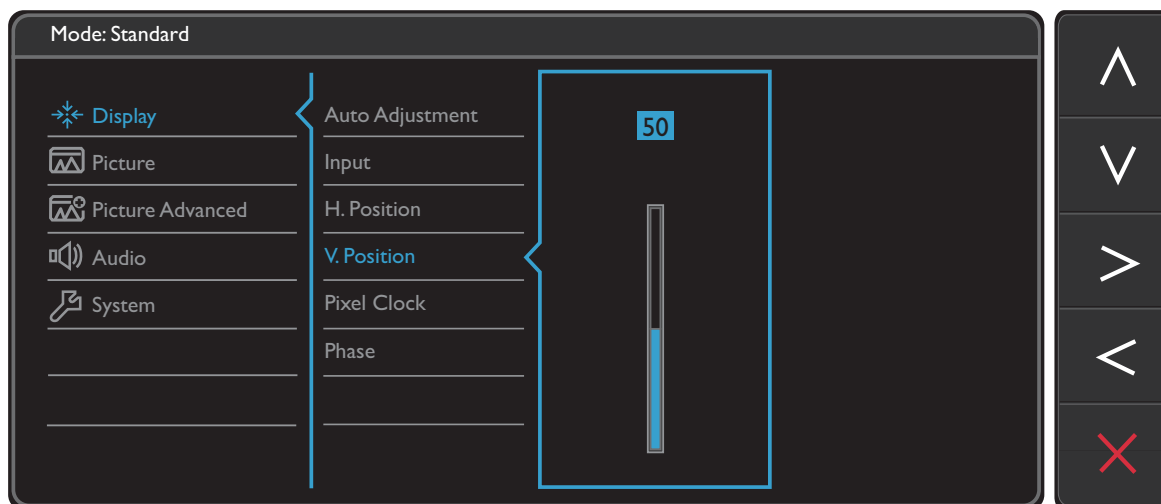 Mode: Standard
Display
Picture
Picture Advanced
Audio
System
Auto Adjustment
Input
H. Position
V. Position
Pixel Clock
Phase
50